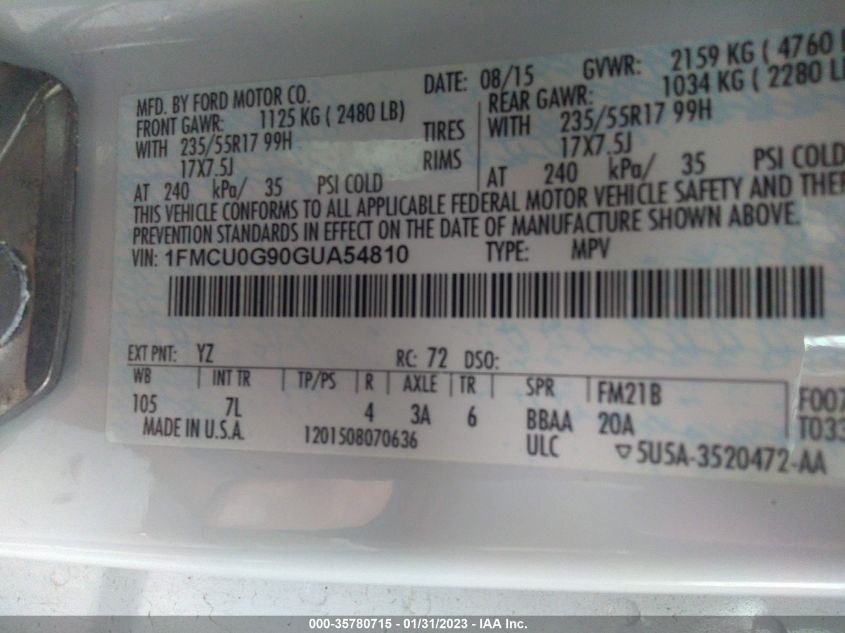 MFD. BY FORD MOTOR CO. DATE: 08/15 GVWR: 2159 KG ( 4760
FRONT GAWR: 1125 KG ( 2480 LB) REAR GAWR: 1034 KG ( 2280
WITH 235/55R17 99H TIRES WITH 235/55R17 99H
17X7.5J RIMS 17X7.5J
AT 240 kPa/ 35 PSI COLD AT 240 kPa/ 35 PSI COLD
THIS VEHICLE CONFORMS TO ALL APPLICABLE FEDERAL MOTOR VEHICLE SAFETY AND THEF
PREVENTION STANDARDS IN EFFECT ON THE DATE OF MANUFACTURE SHOWN ABOVE.
VIN: 1FMCU0G90GUA54810 TYPE: MPV
EXT PNT: YZ RC: 72 DSO:
WB INT TR TP/PS R AXLE TR SPR FM21B F007
105 7L 4 3A 6 BBAA 20A T033
MADE IN U.S.A. 1201508070636 ULC ▽5U5A-3520472-AA
000-35780715 - 01/31/2023 - IAA Inc.